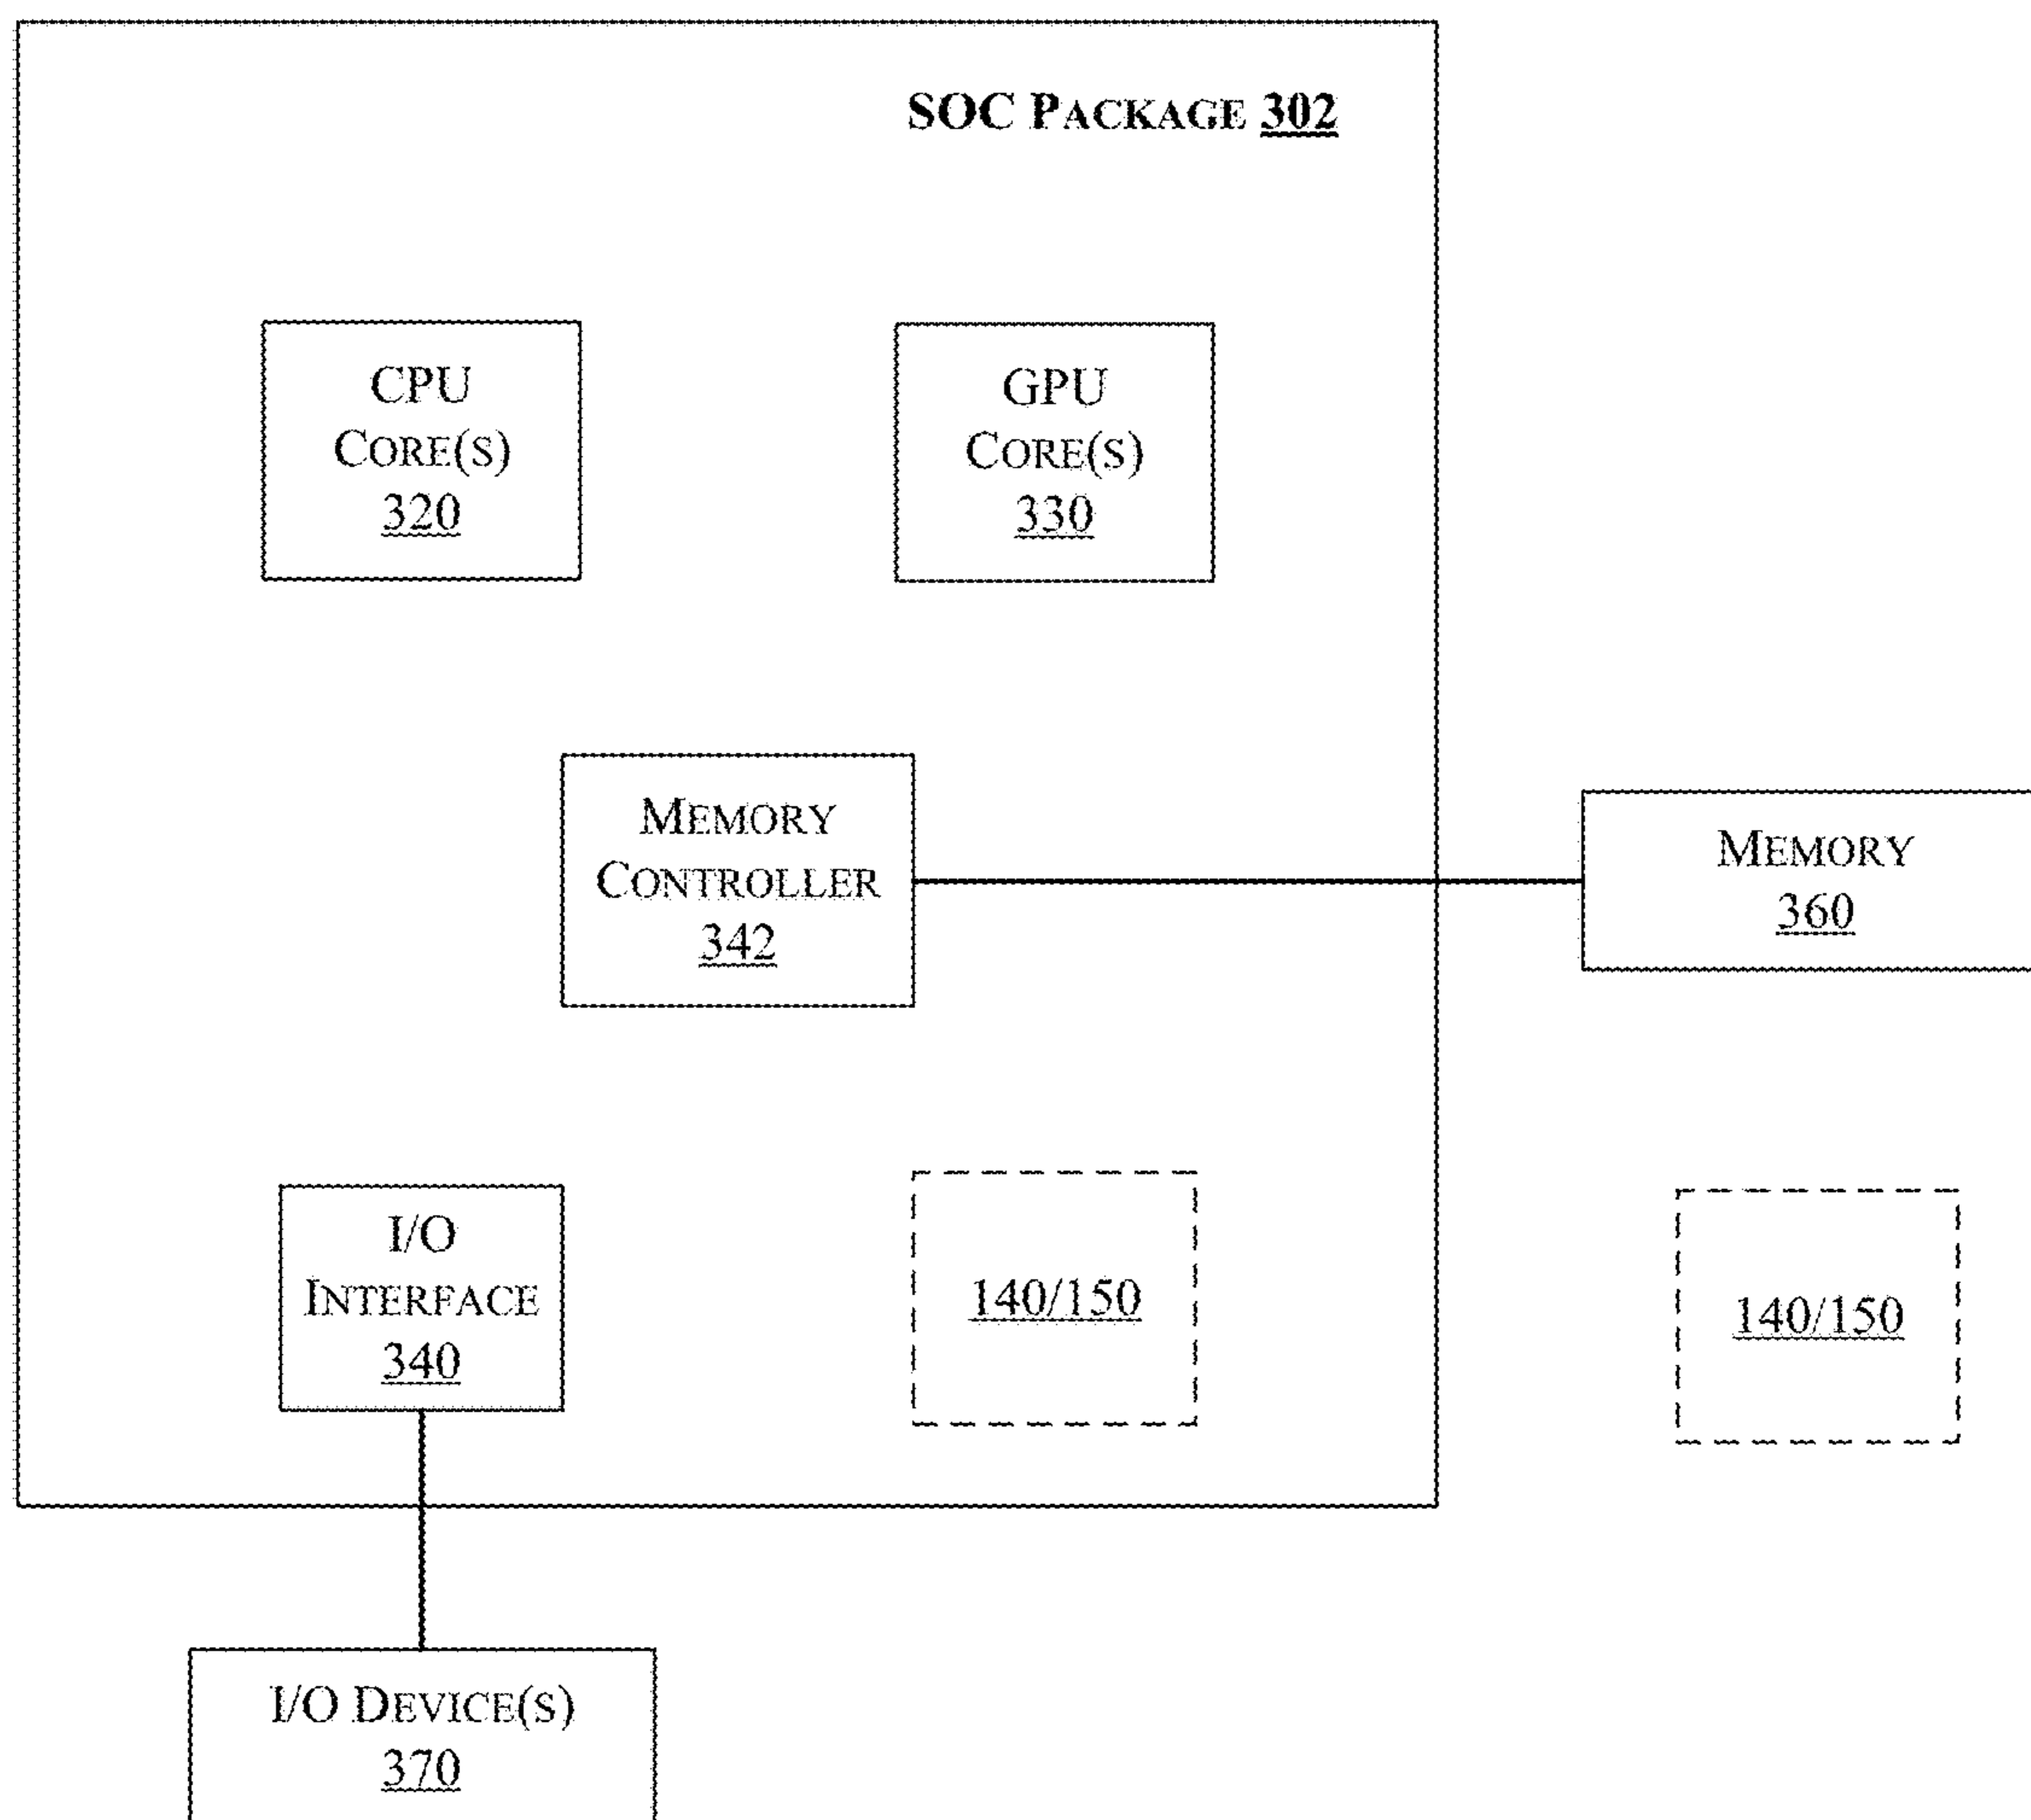 SOC PACKAGE 302
CPU
CORE(S)
320
GPU
CORE(S)
330
MEMORY
CONTROLLER
342
MEMORY
360
I/O
INTERFACE
340
140/150
140/150
I/O DEVICE(S)
370